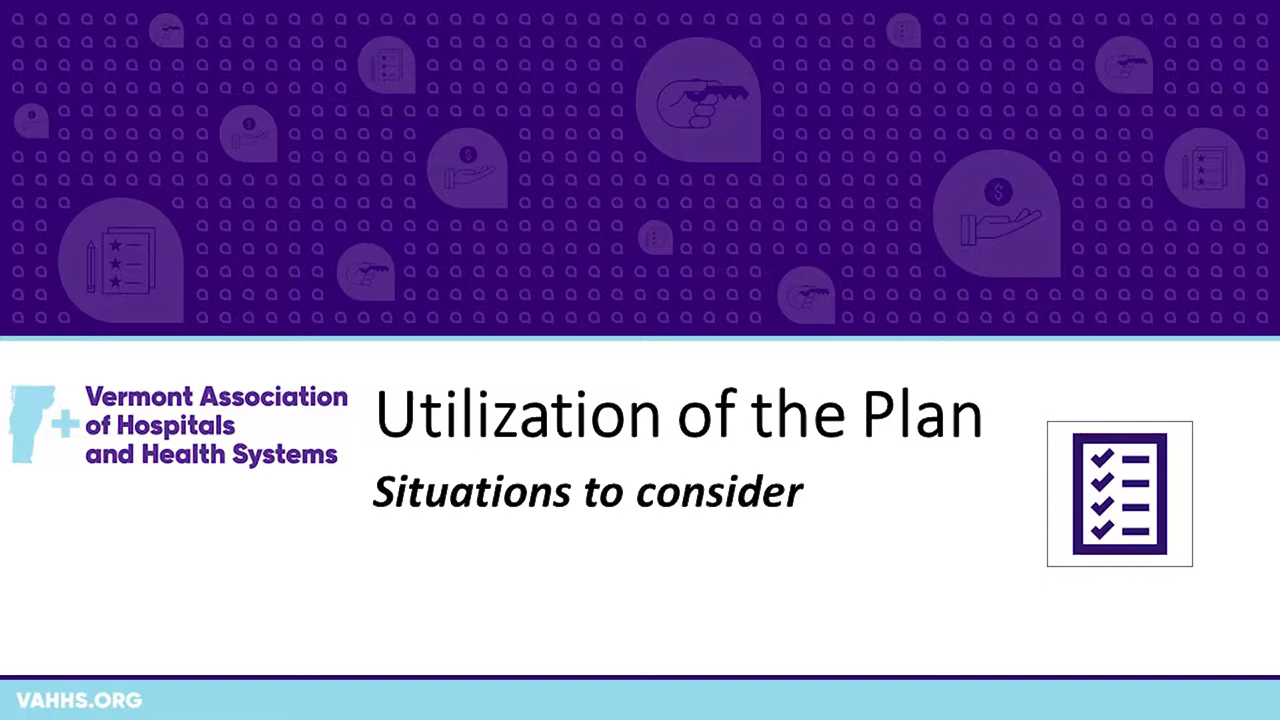 Vermont Association
of Hospitals
and Health Systems
Utilization of the Plan
Situations to consider
VAHHS.ORG